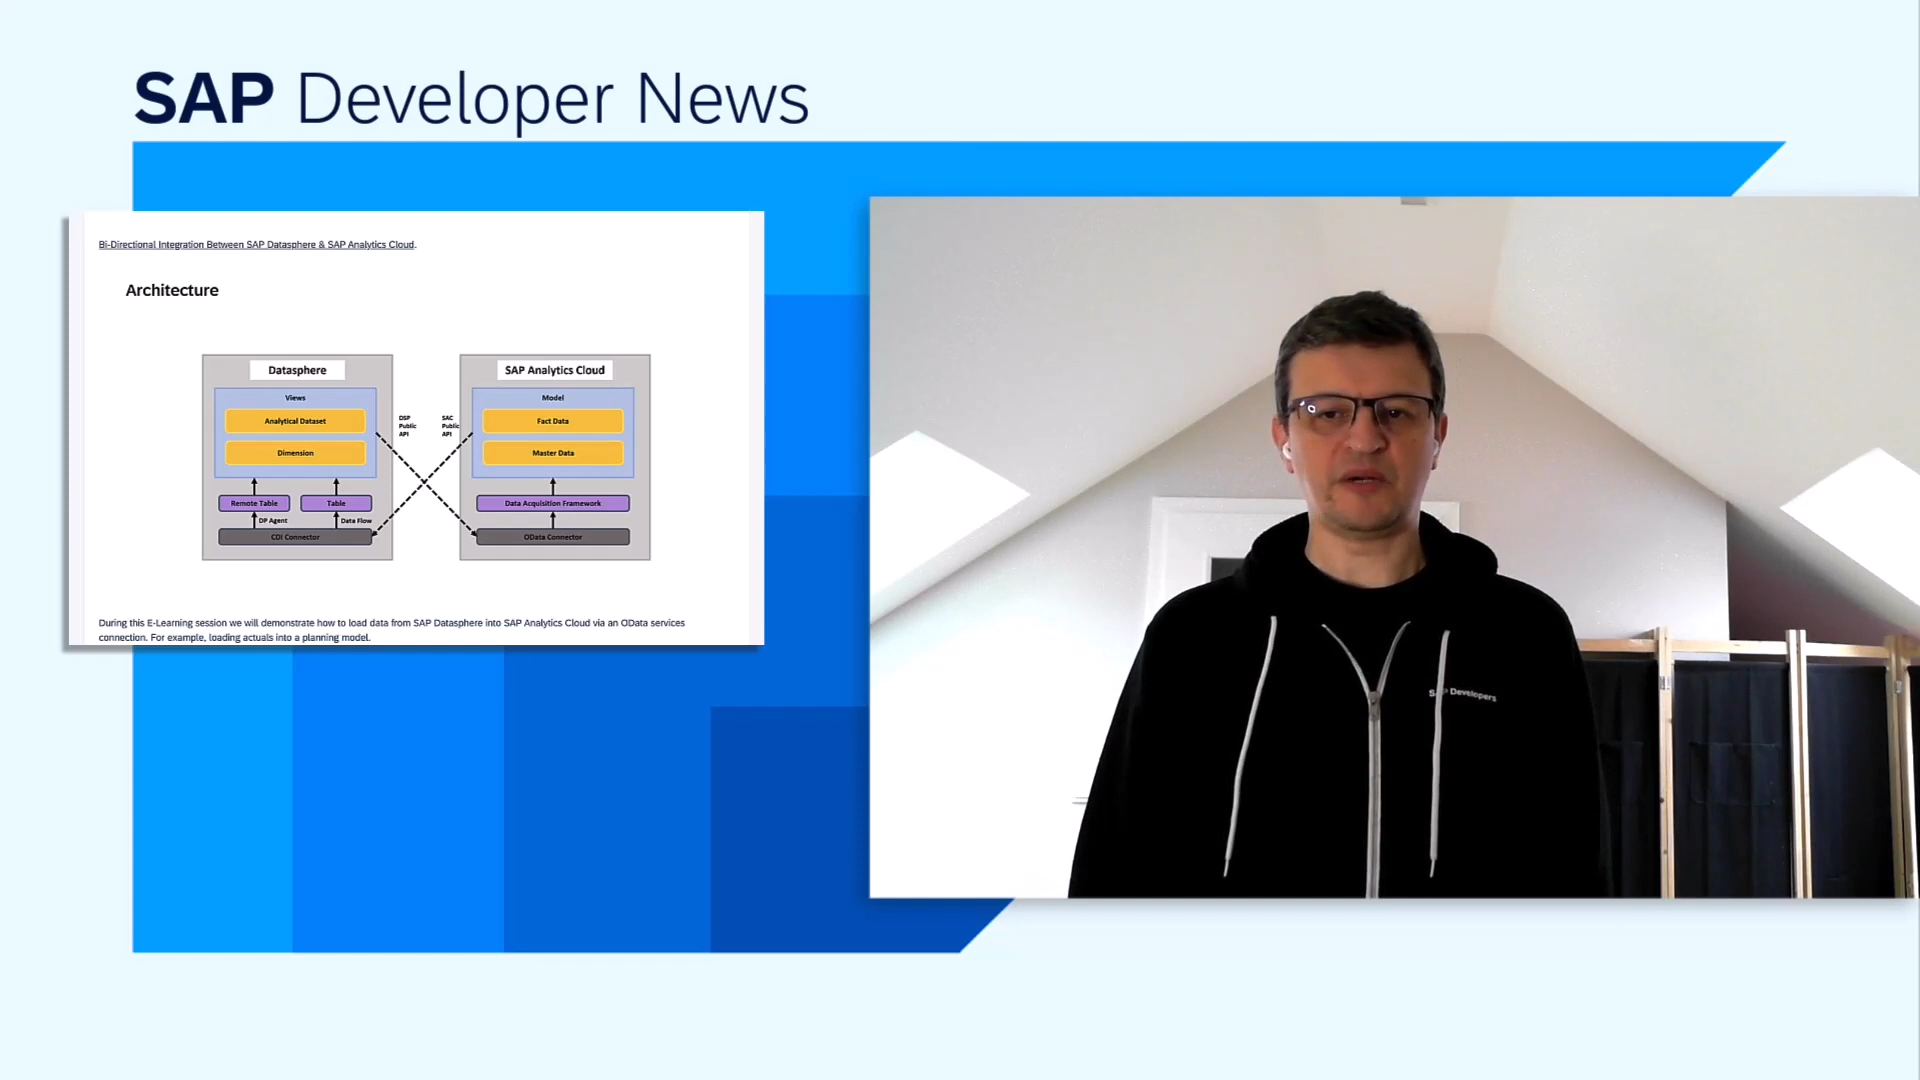 SAP Developer News
Bi-Directional Integration Between SAP Datasphere & SAP Analytics Cloud.
Architecture
Datasphere
Views
Analytical Dataset
Dimension
Remote Table
Table
DP Agent
Data Flow
CDI Connector
DSP
Public
API
SAC
Public
API
SAP Analytics Cloud
Model
Fact Data
Master Data
Data Acquisition Framework
OData Connector
During this E-Learning session we will demonstrate how to load data from SAP Datasphere into SAP Analytics Cloud via an OData services
connection. For example, loading actuals into a planning model.
SAP Developers